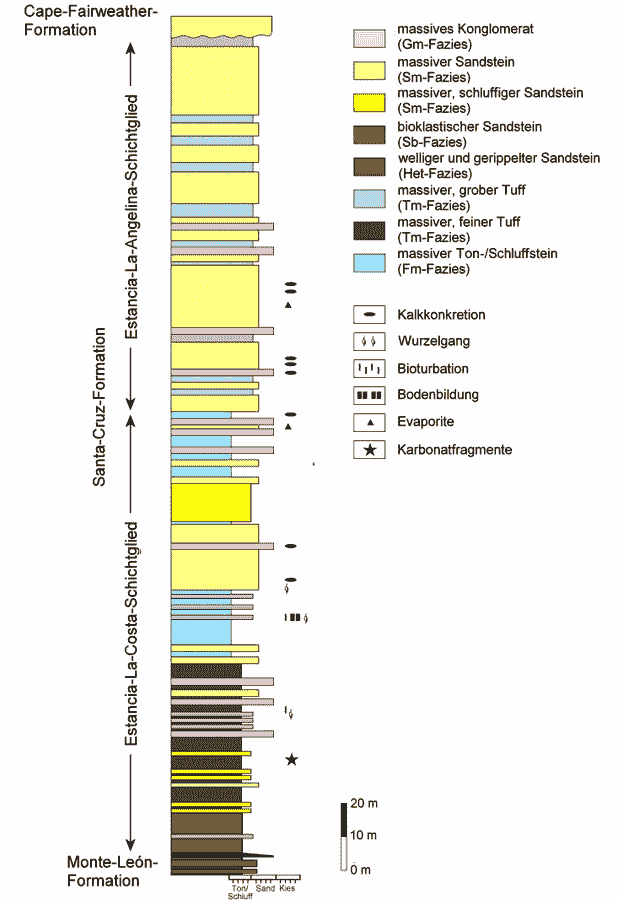 Cape-Fairweather-
Formation
Estancia-La-Angelina-Schichtglied
Santa-Cruz-Formation
Estancia-La-Costa-Schichtglied
Monte-León-
Formation
massives Konglomerat
(Gm-Fazies)
massiver Sandstein
(Sm-Fazies)
massiver, schluffiger Sandstein
(Sm-Fazies)
bioklastischer Sandstein
(Sb-Fazies)
welliger und gerippelter Sandstein
(Het-Fazies)
massiver, grober Tuff
(Tm-Fazies)
massiver, feiner Tuff
(Tm-Fazies)
massiver Ton-/Schluffstein
(Fm-Fazies)
Kalkkonkretion
Wurzelgang
Bioturbation
Bodenbildung
Evaporite
Karbonatfragmente
20 m
10 m
0 m
Ton/
Schluff
Sand
Kies